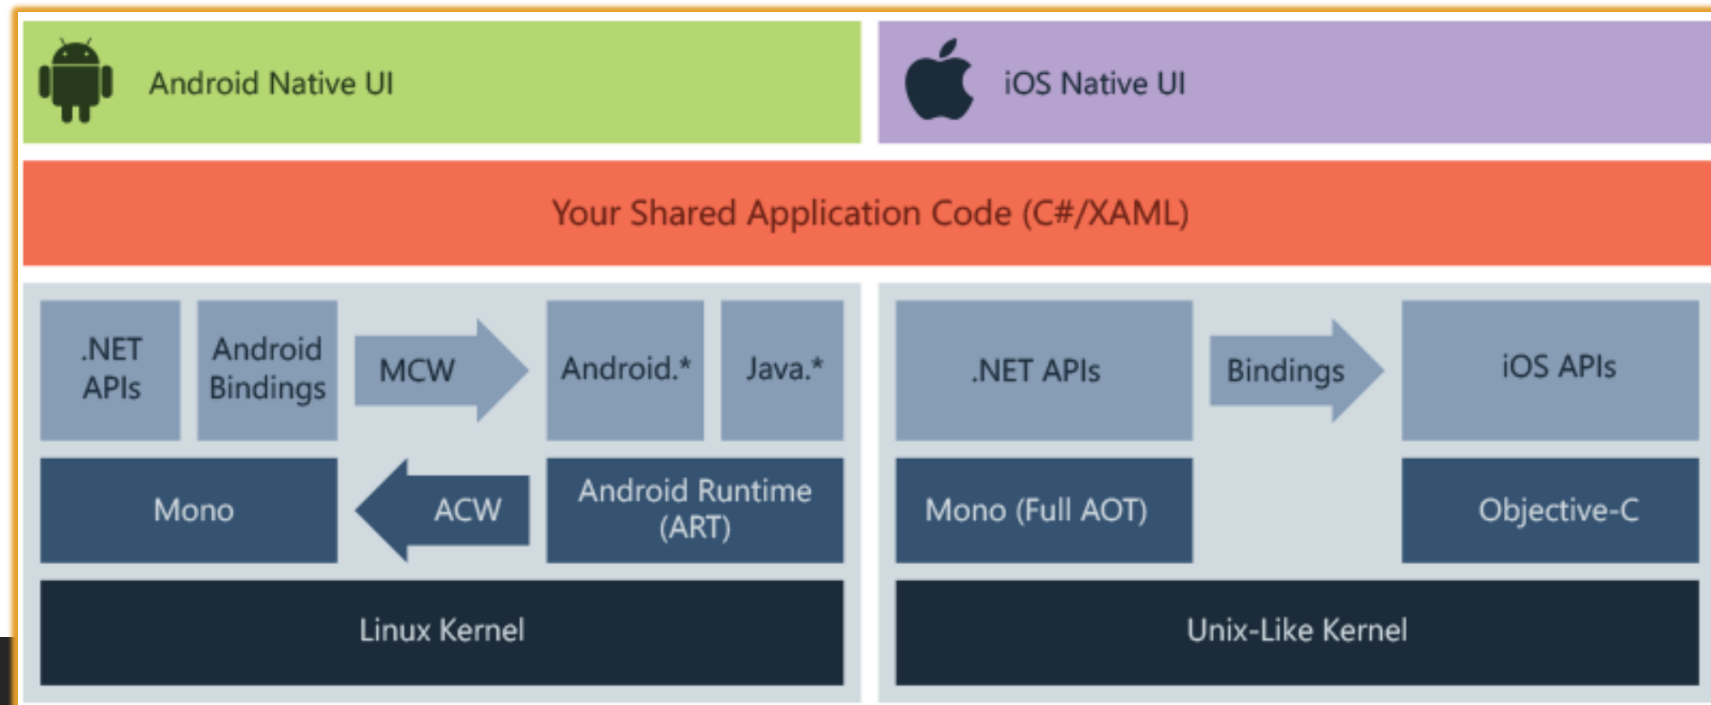 Android Native UI
iOS Native UI
Your Shared Application Code (C#/XAML)
.NET
APIs
Android
Bindings
MCW
Android.*
Java.*
Mono
ACW
Android Runtime
(ART)
Linux Kernel
.NET APIs
Bindings
iOS APIs
Mono (Full AOT)
Objective-C
Unix-Like Kernel